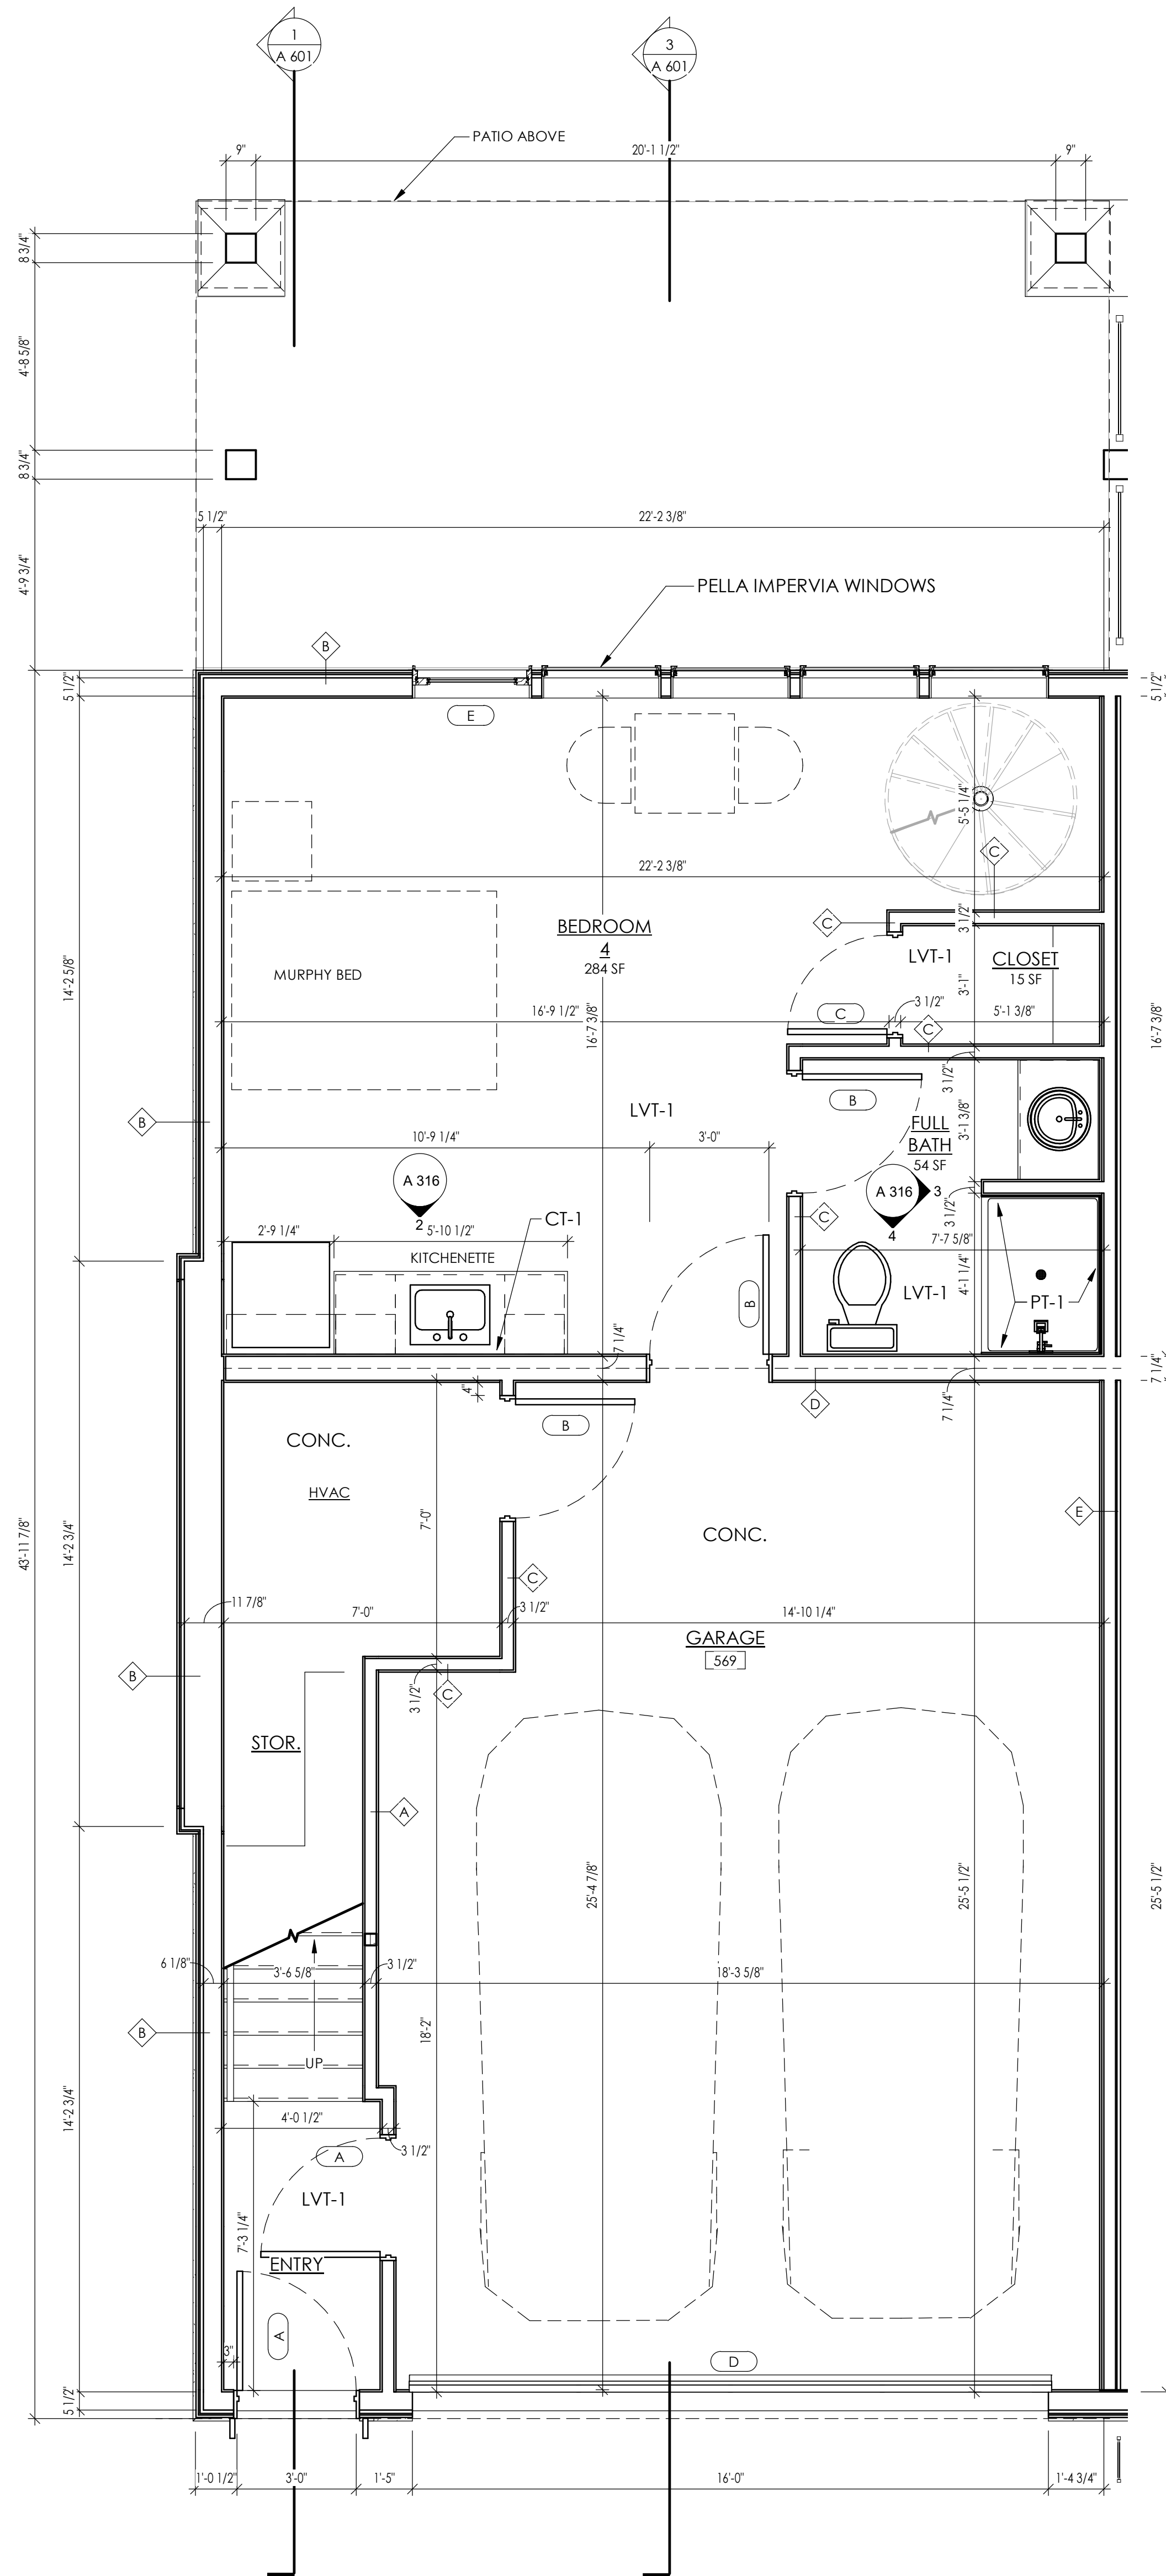 1
A 601
3
A 601
PATIO ABOVE
9"
20'-1 1/2"
9"
8 3/4"
4'-8 5/8"
8 3/4"
5 1/2"
22'-2 3/8"
4'-9 3/4"
PELLA IMPERVIA WINDOWS
B
5 1/2"
5 1/2"
E
5'-5 1/4"
C
22'-2 3/8"
3 1/2"
C
BEDROOM
4
284 SF
LVT-1
CLOSET
15 SF
14'-2 5/8"
MURPHY BED
3'-1"
3 1/2"
C
16'-9 1/2"
5'-1 3/8"
C
16'-7 3/8"
16'-7 3/8"
3 1/2"
B
LVT-1
FULL
BATH
54 SF
3'-1 3/8"
B
10'-9 1/4"
3'-0"
A 316
2
A 316
3
4
3 1/2"
C
CT-1
2'-9 1/4"
5'-10 1/2"
7'-7 5/8"
KITCHENETTE
4'-1 1/4"
LVT-1
PT-1
B
7 1/4"
7 1/4"
4"
D
7 1/4"
B
CONC.
HVAC
7'-0"
CONC.
E
43'-11 7/8"
14'-2 3/4"
C
11 7/8"
7'-0"
3 1/2"
14'-10 1/4"
GARAGE
569
B
3 1/2"
C
STOR.
A
25'-4 7/8"
25'-5 1/2"
25'-5 1/2"
6 1/8"
3'-6 5/8"
3 1/2"
18'-3 5/8"
B
18'-2"
UP
14'-2 3/4"
4'-0 1/2"
3 1/2"
A
LVT-1
7'-3 1/4"
ENTRY
A
3"
D
5 1/2"
1'-0 1/2"
3'-0"
1'-5"
16'-0"
1'-4 3/4"